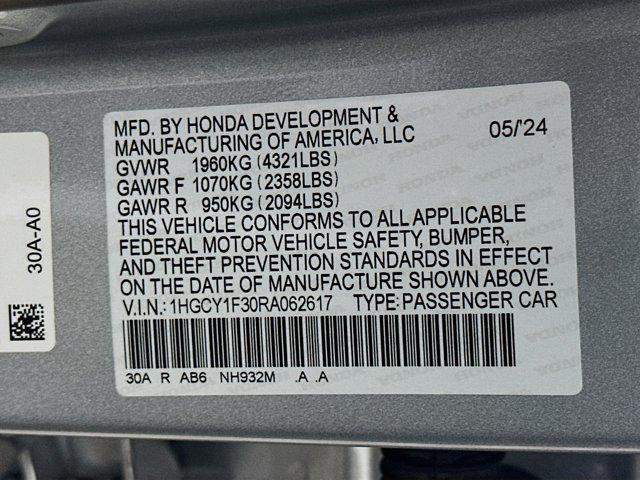 30A-A0
MFD. BY HONDA DEVELOPMENT &
MANUFACTURING OF AMERICA, LLC 05/'24
GVWR 1960KG (4321LBS)
GAWR F 1070KG (2358LBS)
GAWR R 950KG (2094LBS)
THIS VEHICLE CONFORMS TO ALL APPLICABLE
FEDERAL MOTOR VEHICLE SAFETY, BUMPER,
AND THEFT PREVENTION STANDARDS IN EFFECT
ON THE DATE OF MANUFACTURE SHOWN ABOVE.
V.I.N.: 1HGCY1F30RA062617 TYPE: PASSENGER CAR
30A R AB6 NH932M .A .A